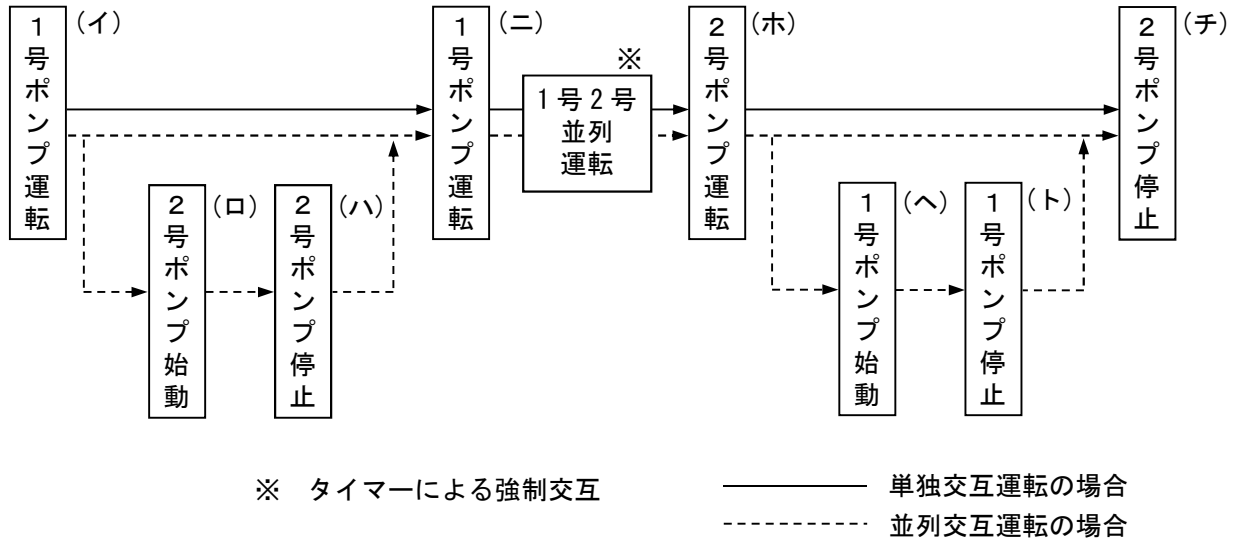 1号ポンプ運転
(イ)
2号ポンプ始動
(ロ)
2号ポンプ停止
(ハ)
1号ポンプ運転
(ニ)
※
1号2号
並列
運転
2号ポンプ運転
(ホ)
1号ポンプ始動
(ヘ)
1号ポンプ停止
(ト)
2号ポンプ停止
(チ)
※ タイマーによる強制交互
単独交互運転の場合
並列交互運転の場合